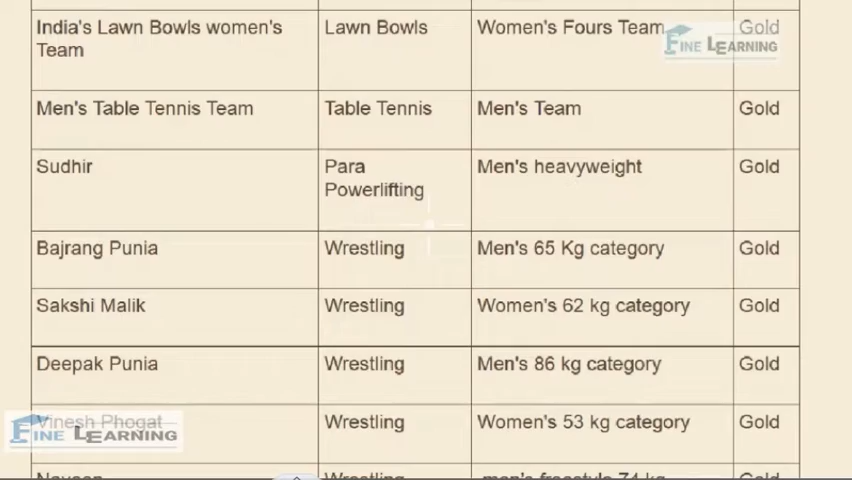 India's Lawn Bowls women's Lawn Bowls Women's Fours Team Gold
Team
FINE LEARNING
Men's Table Tennis Team Table Tennis Men's Team Gold
Sudhir Para Men's heavyweight Gold
Powerlifting
Bajrang Punia Wrestling Men's 65 Kg category Gold
Sakshi Malik Wrestling Women's 62 kg category Gold
Deepak Punia Wrestling Men's 86 kg category Gold
Vinesh Phogat Wrestling Women's 53 kg category Gold
FINE LEARNING
Naveen Wrestling men's freestyle 74 kg Gold